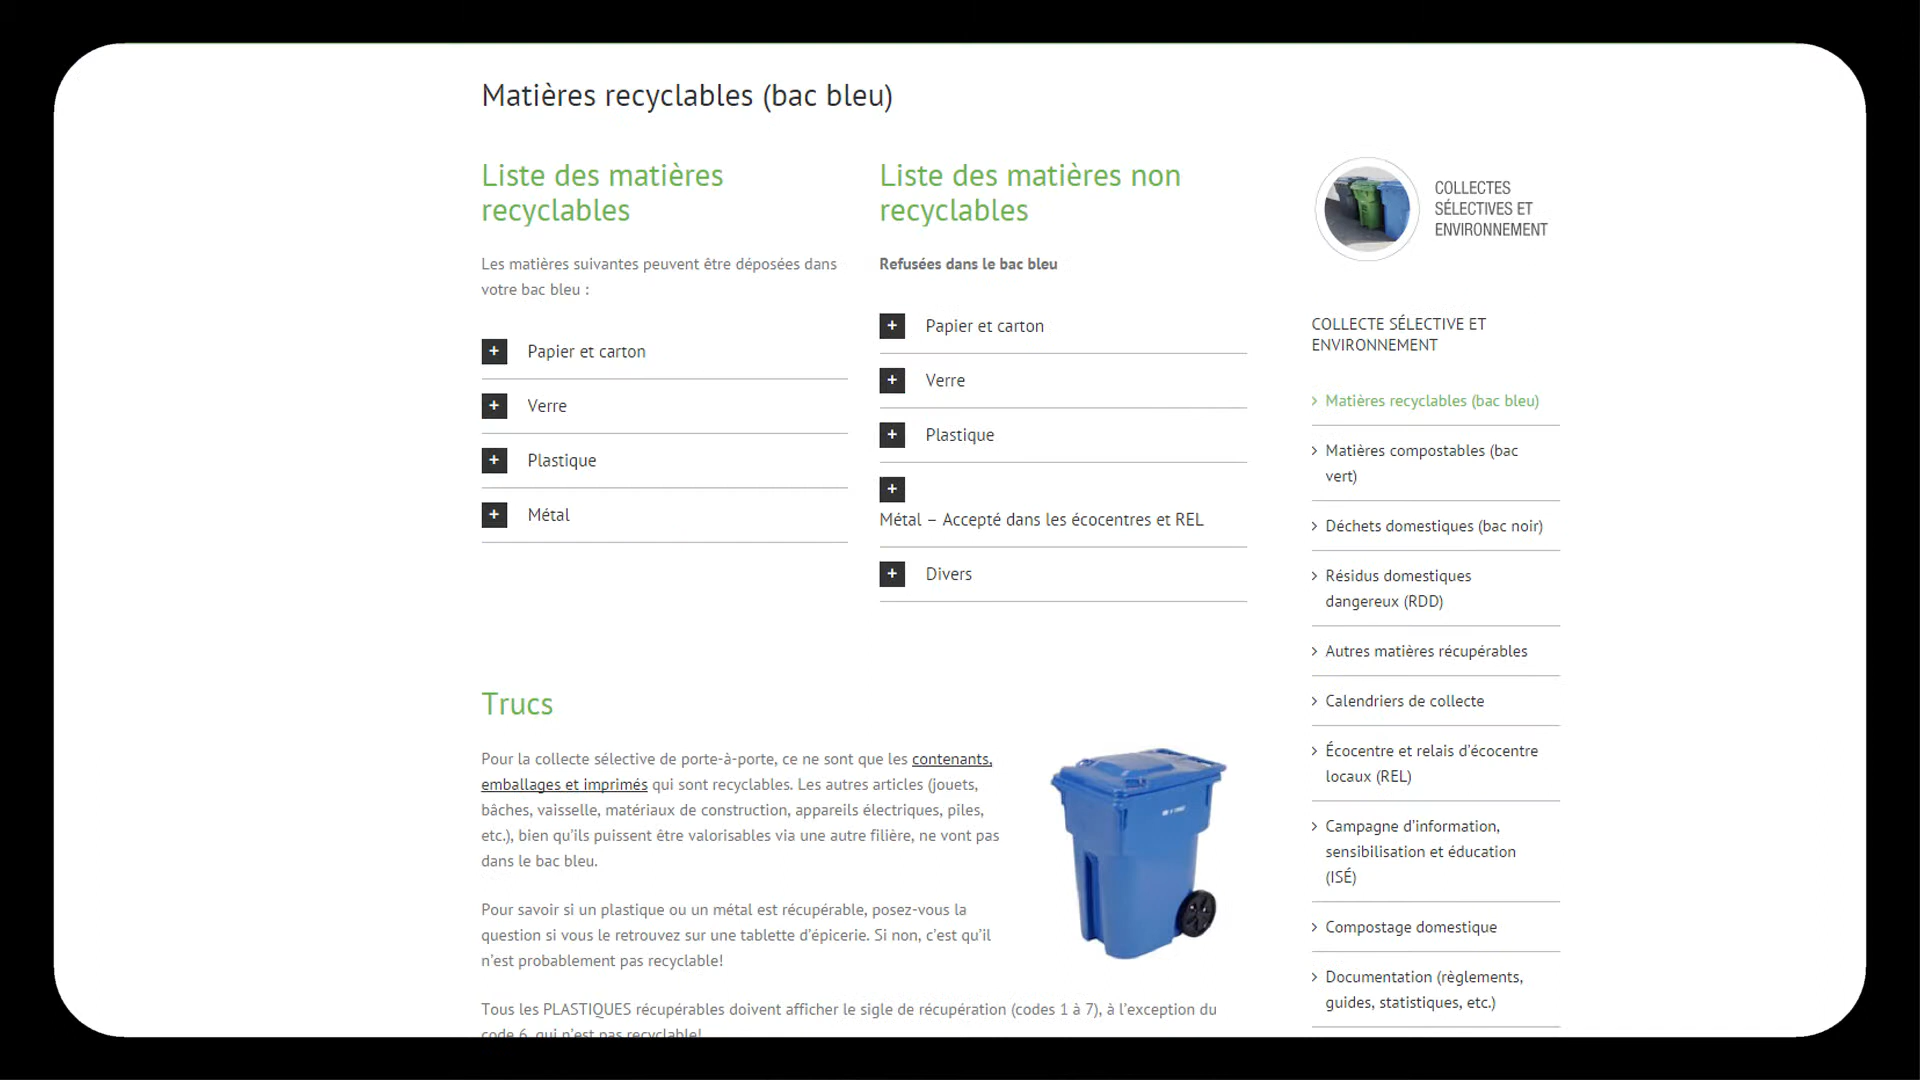 Matières recyclables (bac bleu)
Liste des matières
recyclables
Les matières suivantes peuvent être déposées dans
votre bac bleu :
+ Papier et carton
+ Verre
+ Plastique
+ Métal
Liste des matières non
recyclables
Refusées dans le bac bleu
+ Papier et carton
+ Verre
+ Plastique
+
Métal – Accepté dans les écocentres et REL
+ Divers
Trucs
Pour la collecte sélective de porte-à-porte, ce ne sont que les contenants,
emballages et imprimés qui sont recyclables. Les autres articles (jouets,
bâches, vaisselle, matériaux de construction, appareils électriques, piles,
etc.), bien qu’ils puissent être valorisables via une autre filière, ne vont pas
dans le bac bleu.
Pour savoir si un plastique ou un métal est récupérable, posez-vous la
question si vous le retrouvez sur une tablette d’épicerie. Si non, c’est qu’il
n’est probablement pas recyclable!
Tous les PLASTIQUES récupérables doivent afficher le sigle de récupération (codes 1 à 7), à l’exception du
code 6, qui n’est pas recyclable!
COLLECTES
SÉLECTIVES ET
ENVIRONNEMENT
COLLECTE SÉLECTIVE ET
ENVIRONNEMENT
Matières recyclables (bac bleu)
Matières compostables (bac
vert)
Déchets domestiques (bac noir)
Résidus domestiques
dangereux (RDD)
Autres matières récupérables
Calendriers de collecte
Écocentre et relais d’écocentre
locaux (REL)
Campagne d’information,
sensibilisation et éducation
(ISÉ)
Compostage domestique
Documentation (règlements,
guides, statistiques, etc.)